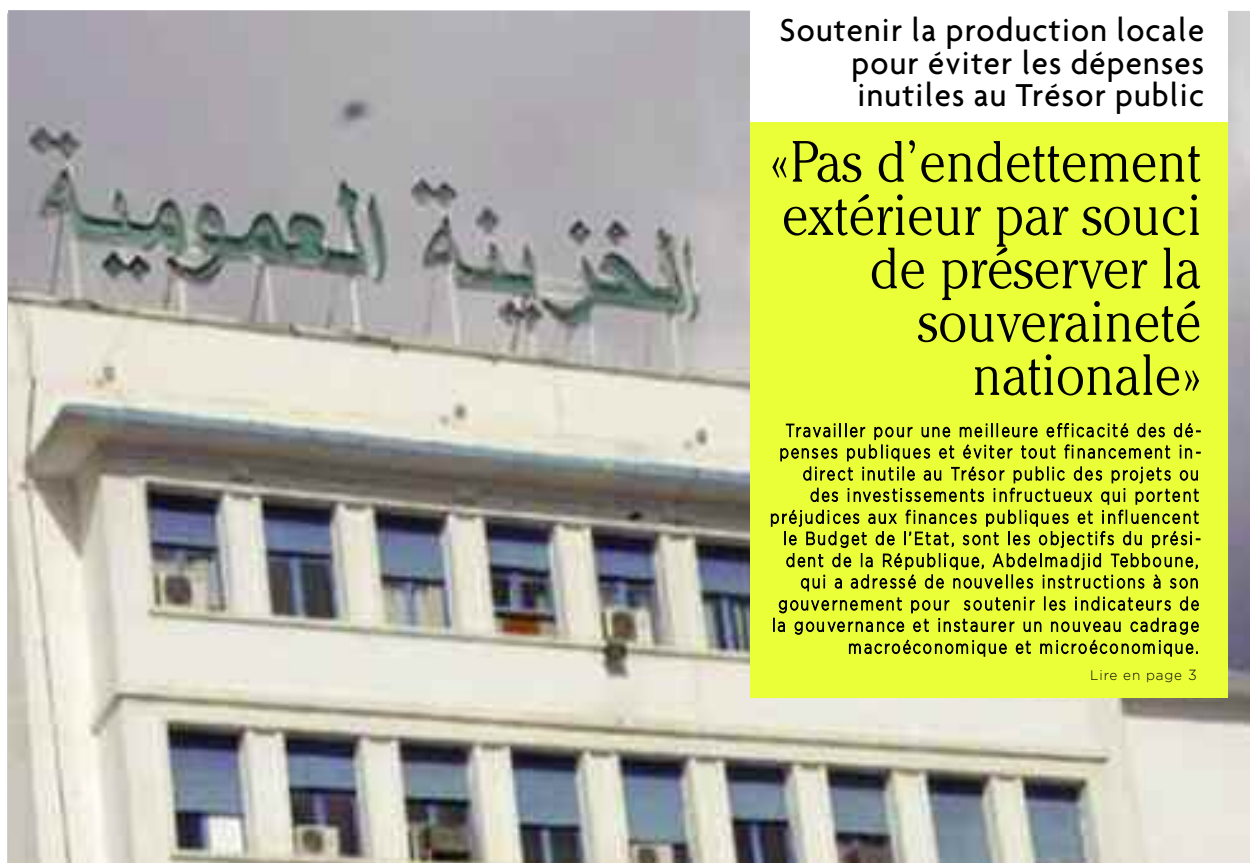 الخزينة العمومية
Soutenir la production locale
pour éviter les dépenses
inutiles au Trésor public
«Pas d’endettement
extérieur par souci
de préserver la
souveraineté
nationale»
Travailler pour une meilleure efficacité des dé-
penses publiques et éviter tout financement in-
direct inutile au Trésor public des projets ou
des investissements infructueux qui portent
préjudices aux finances publiques et influencent
le Budget de l’Etat, sont les objectifs du prési-
dent de la République, Abdelmadjid Tebboune,
qui a adressé de nouvelles instructions à son
gouvernement pour  soutenir les indicateurs de
la gouvernance et instaurer un nouveau cadrage
macroéconomique et microéconomique.
Lire en page 3